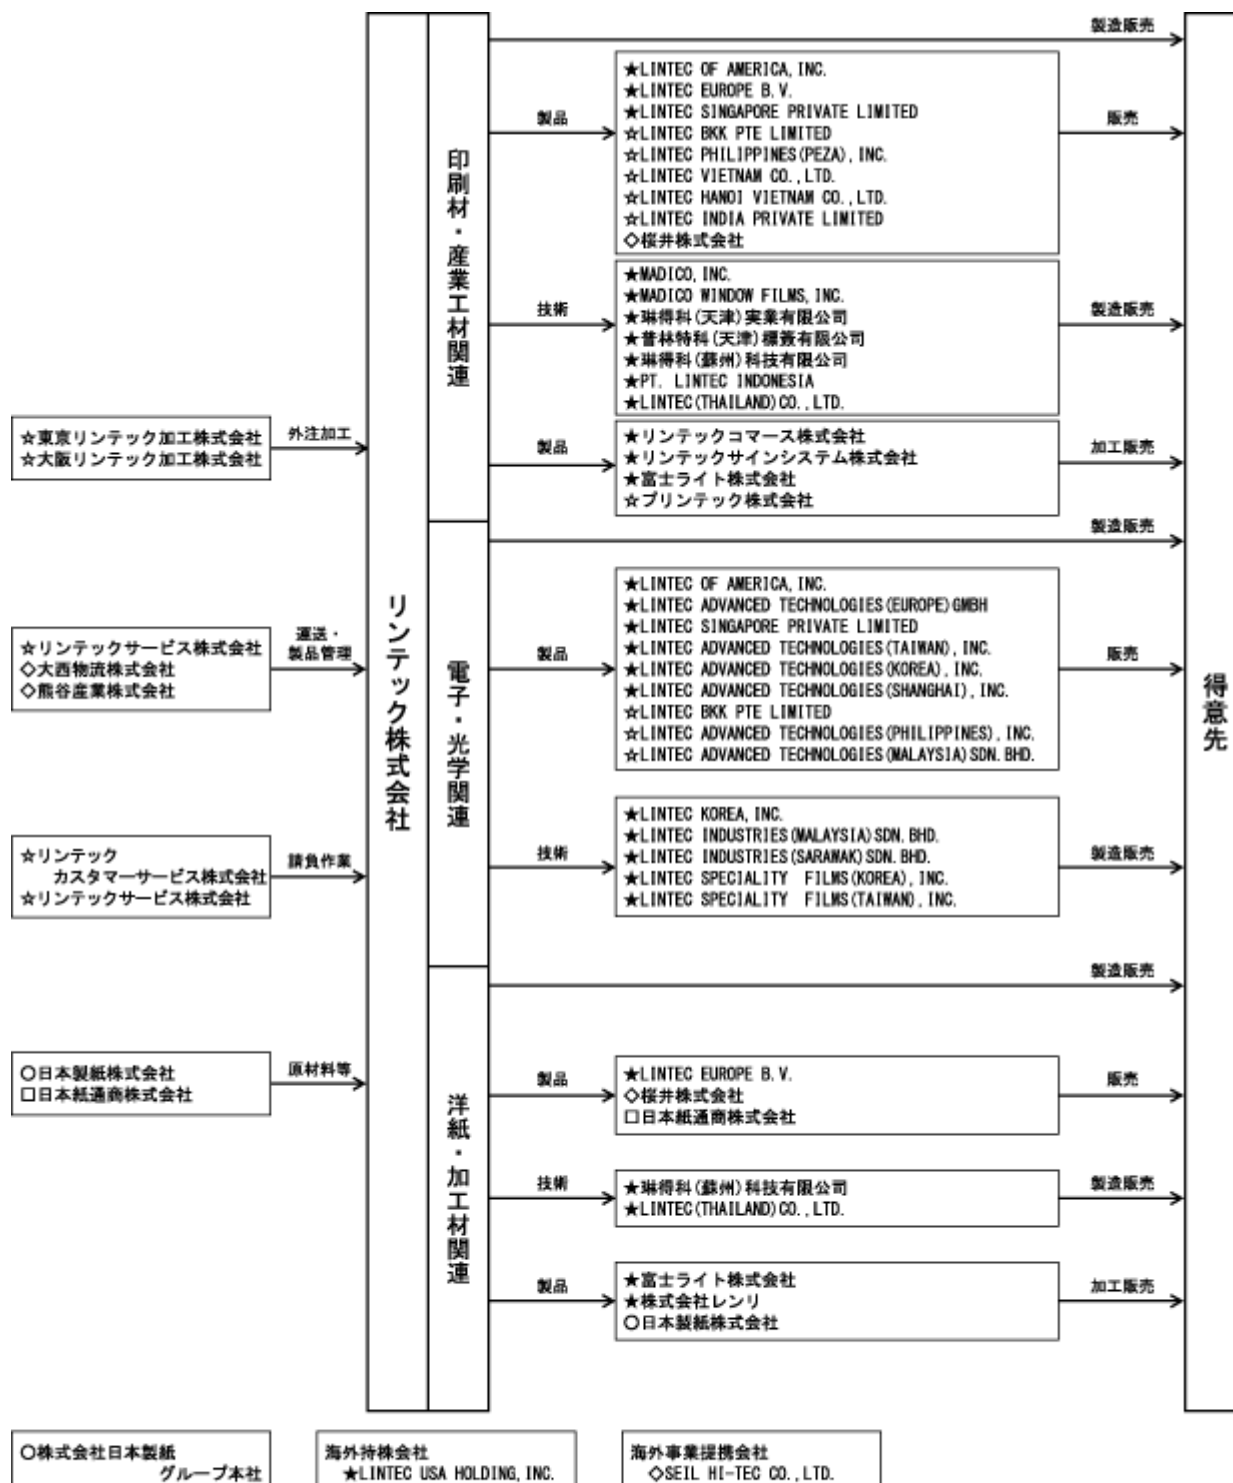 製造販売
★LINTEC OF AMERICA, INC.
★LINTEC EUROPE B.V.
★LINTEC SINGAPORE PRIVATE LIMITED
☆LINTEC BKK PTE LIMITED
☆LINTEC PHILIPPINES(PEZA), INC.
☆LINTEC VIETNAM CO.,LTD.
☆LINTEC HANOI VIETNAM CO.,LTD.
☆LINTEC INDIA PRIVATE LIMITED
◇桜井株式会社
製品
販売
印刷材・産業工材関連
★MADICO, INC.
★MADICO WINDOW FILMS, INC.
★琳得科(天津)実業有限公司
★普林特科(天津)標簽有限公司
★琳得科(蘇州)科技有限公司
★PT. LINTEC INDONESIA
★LINTEC(THAILAND)CO.,LTD.
技術
製造販売
☆東京リンテック加工株式会社
☆大阪リンテック加工株式会社
外注加工
製品
★リンテックコマース株式会社
★リンテックサインシステム株式会社
★富士ライト株式会社
☆プリンテック株式会社
加工販売
製造販売
リンテック株式会社
得意先
☆リンテックサービス株式会社
◇大西物流株式会社
◇熊谷産業株式会社
運送・
製品管理
電子・光学関連
製品
★LINTEC OF AMERICA, INC.
★LINTEC ADVANCED TECHNOLOGIES(EUROPE)GMBH
★LINTEC SINGAPORE PRIVATE LIMITED
★LINTEC ADVANCED TECHNOLOGIES(TAIWAN), INC.
★LINTEC ADVANCED TECHNOLOGIES(KOREA), INC.
★LINTEC ADVANCED TECHNOLOGIES(SHANGHAI), INC.
☆LINTEC BKK PTE LIMITED
☆LINTEC ADVANCED TECHNOLOGIES(PHILIPPINES), INC.
☆LINTEC ADVANCED TECHNOLOGIES(MALAYSIA)SDN.BHD.
販売
☆リンテック
カスタマーサービス株式会社
☆リンテックサービス株式会社
請負作業
技術
★LINTEC KOREA, INC.
★LINTEC INDUSTRIES(MALAYSIA)SDN.BHD.
★LINTEC INDUSTRIES(SARAWAK)SDN.BHD.
★LINTEC SPECIALITY FILMS(KOREA), INC.
★LINTEC SPECIALITY FILMS(TAIWAN), INC.
製造販売
製造販売
○日本製紙株式会社
□日本紙通商株式会社
原材料等
洋紙・加工材関連
製品
★LINTEC EUROPE B.V.
◇桜井株式会社
□日本紙通商株式会社
販売
技術
★琳得科(蘇州)科技有限公司
★LINTEC(THAILAND)CO.,LTD.
製造販売
製品
★富士ライト株式会社
★株式会社レンリ
○日本製紙株式会社
加工販売
○株式会社日本製紙
グループ本社
海外持株会社
★LINTEC USA HOLDING, INC.
海外事業提携会社
◇SEIL HI-TEC CO.,LTD.